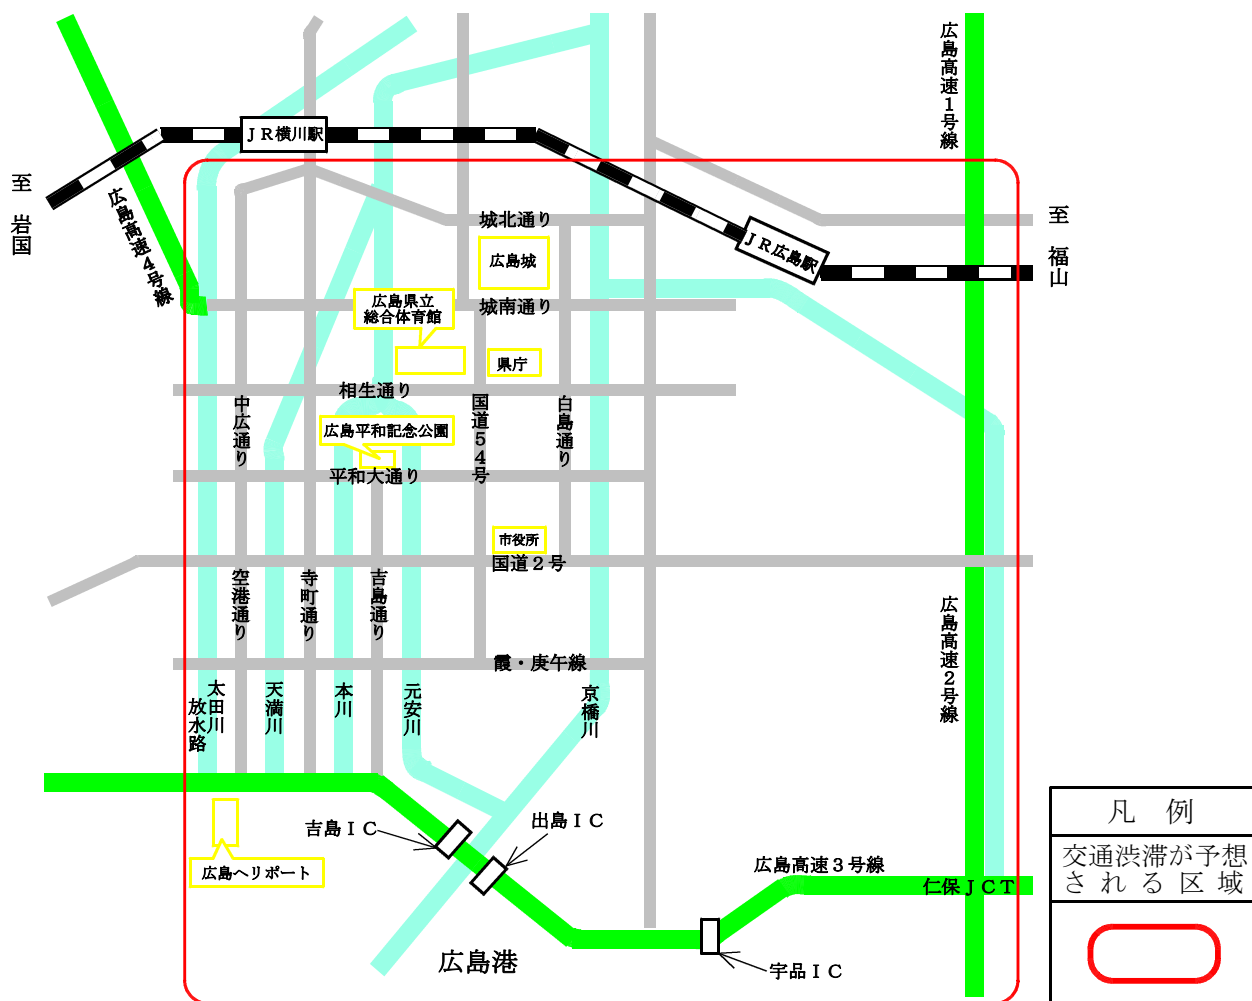 広島高速1号線
ＪＲ横川駅
至 岩国
広島高速4号線
城北通り
至 福山
ＪＲ広島駅
広島城
広島県立
総合体育館
城南通り
県庁
相生通り
中広通り
国道54号
白島通り
広島平和記念公園
平和大通り
市役所
国道２号
空港通り
寺町通り
吉島通り
広島高速2号線
霞・庚午線
太田川
放水路
天満川
本川
元安川
京橋川
吉島ＩＣ
出島ＩＣ
広島ヘリポート
広島高速３号線
仁保ＪＣＴ
広島港
宇品ＩＣ
凡 例
交通渋滞が予想
される区域